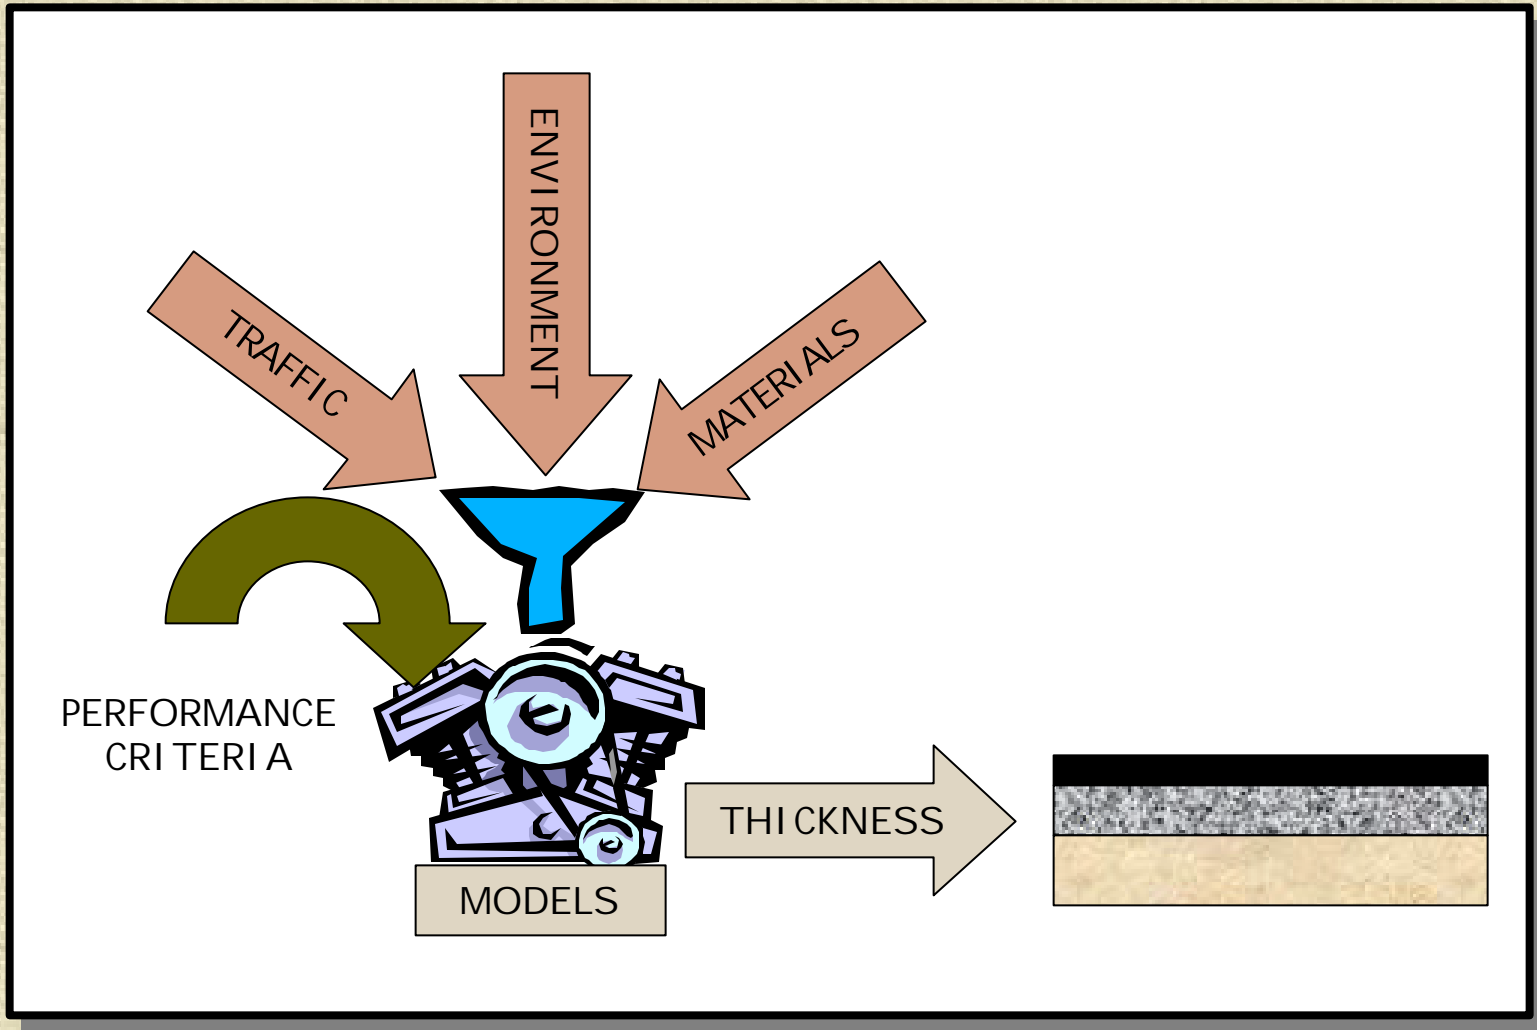 ENVIRONMENT
TRAFFIC
MATERIALS
PERFORMANCE
CRITERIA
THICKNESS
MODELS